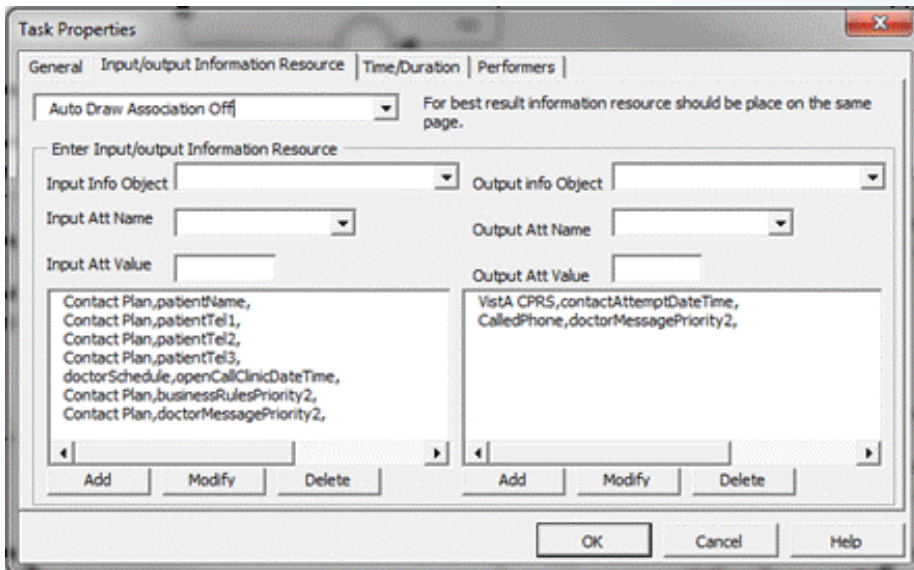 Task Properties
General Input/output Information Resource Time/Duration Performers
Auto Draw Association Off
For best result information resource should be place on the same
page.
Enter Input/output Information Resource
Input Info Object
Output info Object
Input Att Name
Output Att Name
Input Att Value
Output Att Value
Contact Plan,patientName,
Contact Plan,patientTel1,
Contact Plan,patientTel2,
Contact Plan,patientTel3,
doctorSchedule,openCallClinicDateTime,
Contact Plan,businessRulesPriority2,
Contact Plan,doctorMessagePriority2,
VistA CPRS,contactAttemptDateTime,
CalledPhone,doctorMessagePriority2,
Add Modify Delete
Add Modify Delete
OK Cancel Help